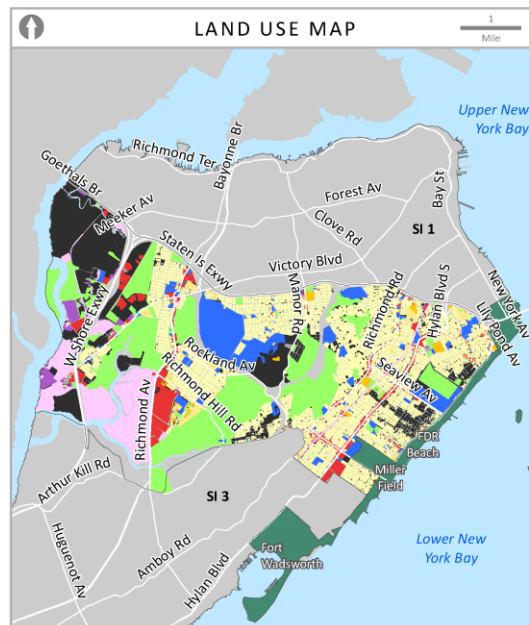 LAND USE MAP
1
Mile
Upper New
York Bay
Richmond Ter
Bayonne Br
Goethals Br
Forest Av
Bay St
Meeker Av
Clove Rd
SI 1
Staten Is Exwy
Victory Blvd
W Shore Exwy
Manor Rd
Richmond Rd
Hylan Blvd S
New York Av
Lily Pond Av
Rockland Av
Seaview Av
Richmond Hill Rd
Richmond Av
FDR
Beach
Miller
Field
Arthur Kill Rd
SI 3
Huguenot Av
Amboy Rd
Hylan Blvd
Fort
Wadsworth
Lower New
York Bay